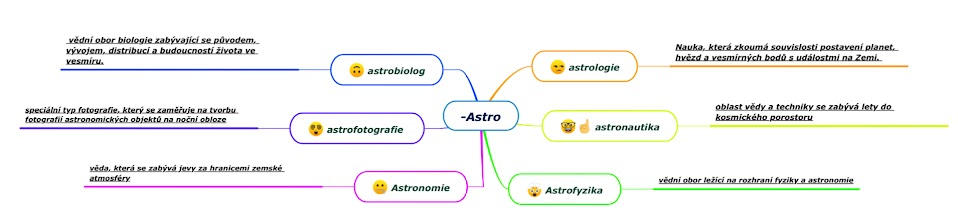 vědní obor biologie zabývající se původem,
vývojem, distribucí a budoucností života ve
vesmíru.
astrobiolog
speciální typ fotografie, který se zaměřuje na tvorbu
fotografií astronomických objektů na noční obloze
astrofotografie
věda, která se zabývá jevy za hranicemi zemské
atmosféry
Astronomie
-Astro
astrologie
Nauka, která zkoumá souvislosti postavení planet,
hvězd a vesmírných bodů s událostmi na Zemi.
astronautika
oblast vědy a techniky se zabývá lety do
kosmického porostoru
Astrofyzika
vědní obor ležící na rozhraní fyziky a astronomie